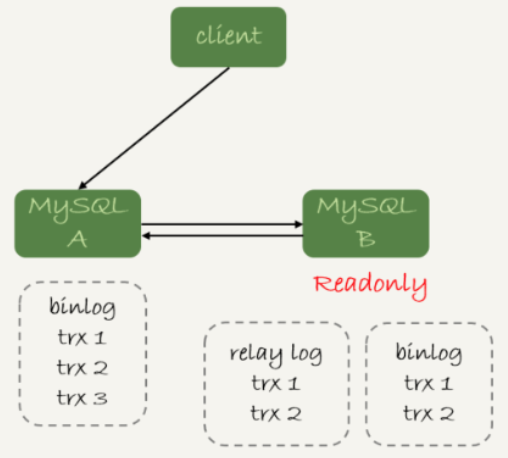 client
MySQL
A
MySQL
B
Readonly
binlog
trx 1
trx 2
trx 3
relay log
trx 1
trx 2
binlog
trx 1
trx 2